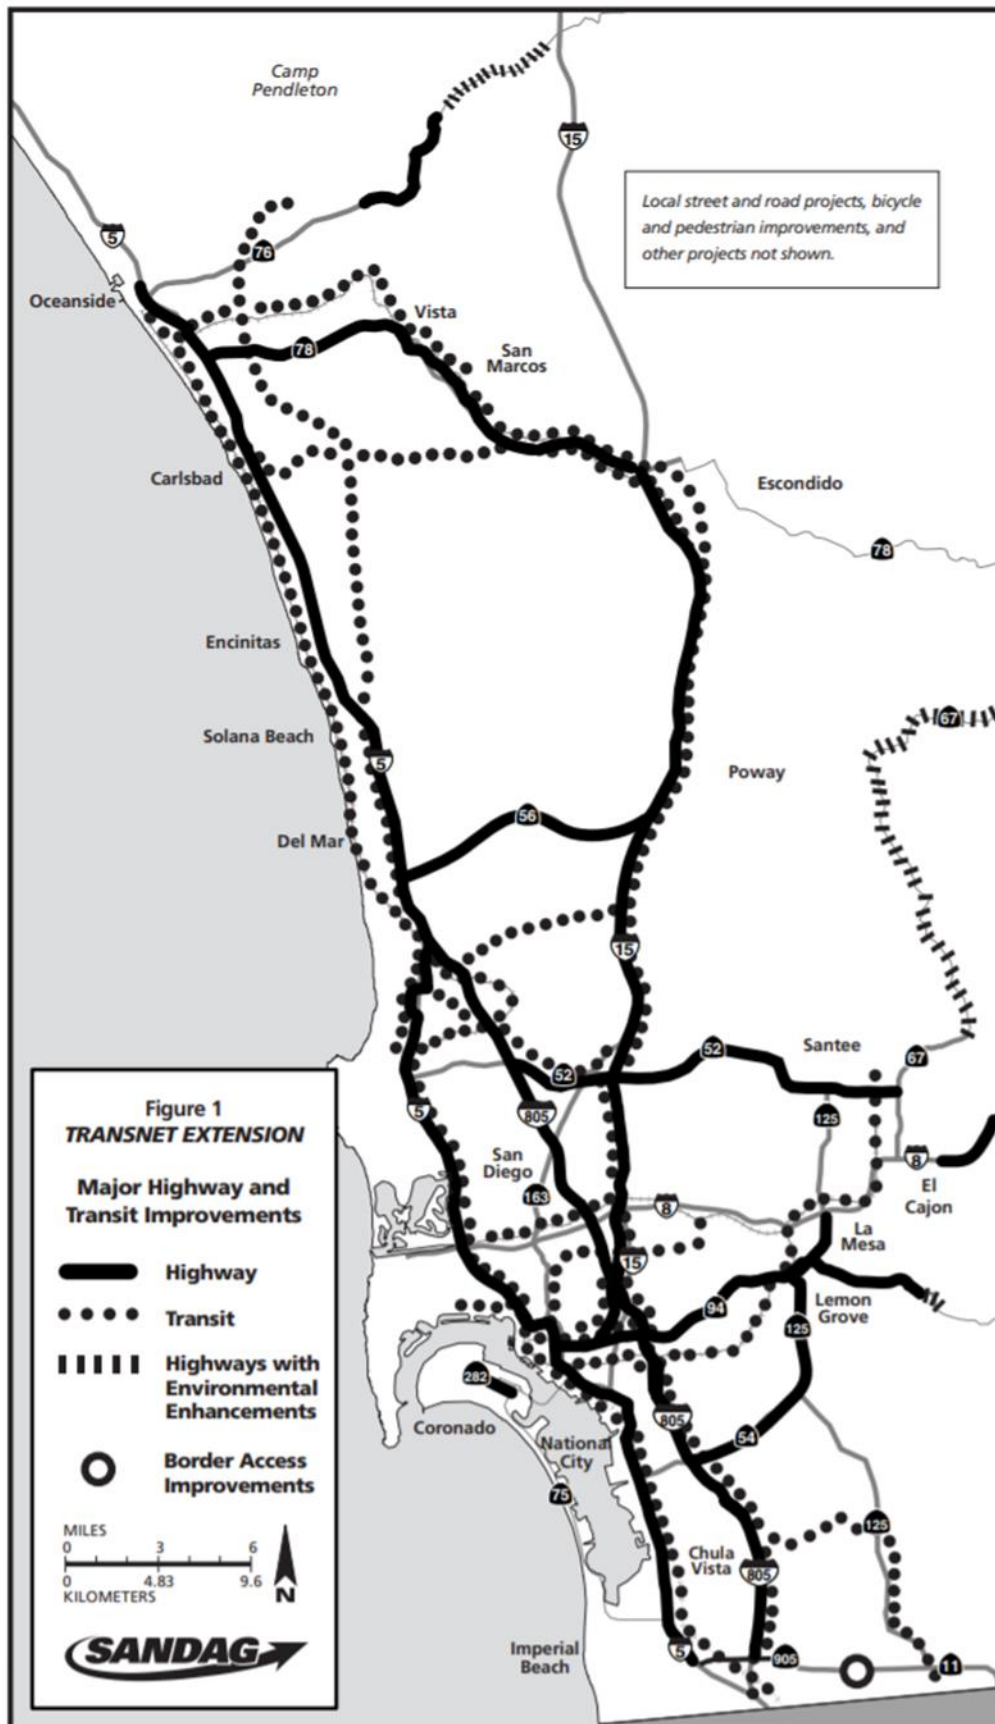 Camp
Pendleton
15
Local street and road projects, bicycle
and pedestrian improvements, and
other projects not shown.
5
76
Oceanside
Vista
78
San
Marcos
Carlsbad
Escondido
78
Encinitas
67
Solana Beach
5
Poway
56
Del Mar
15
52
Santee
67
52
5
805
125
San
Diego
8
El
Cajon
163
8
La
Mesa
15
94
Lemon
Grove
125
282
Coronado
805
54
National
City
75
125
Chula
Vista
805
Imperial
Beach
5
905
11
Figure 1
TRANSNET EXTENSION
Major Highway and
Transit Improvements
Highway
Transit
Highways with
Environmental
Enhancements
Border Access
Improvements
MILES
0 3 6
0 4.83 9.6
KILOMETERS
N
SANDAG